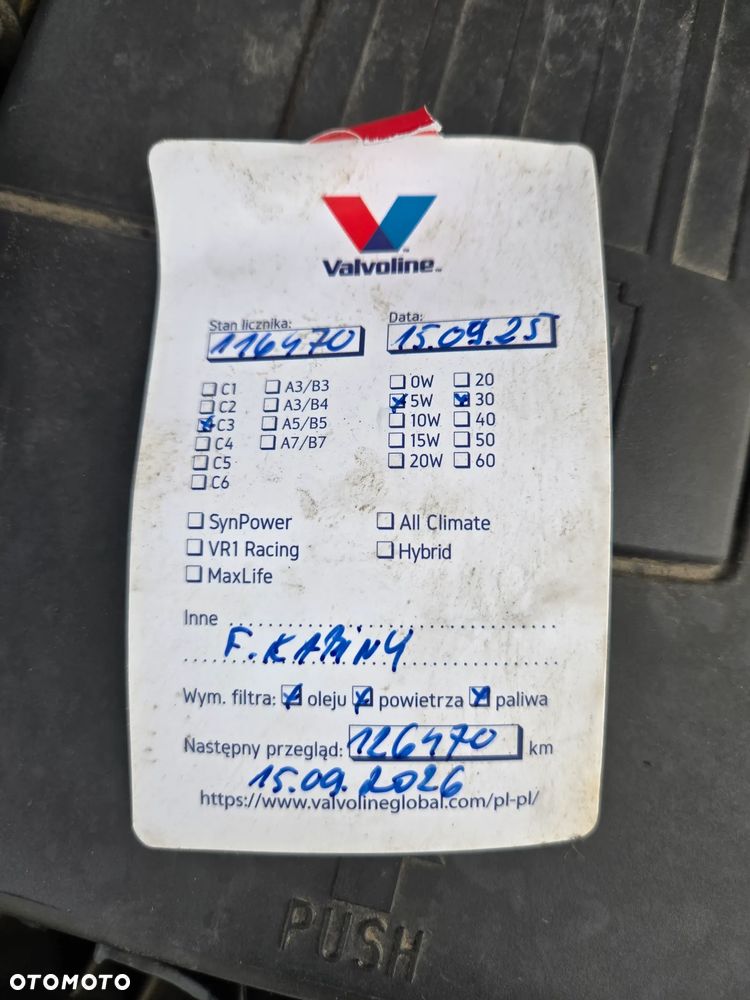 Valvoline™
Stan licznika: Data:
116470 15.09.25
C1 A3/B3 0W 20
C2 A3/B4 5W 30
C3 A5/B5 10W 40
C4 A7/B7 15W 50
C5 20W 60
C6
SynPower All Climate
VR1 Racing Hybrid
MaxLife
Inne
F. KABINY
Wym. filtra: oleju powietrza paliwa
Następny przegląd: 126470 km
15.09.2026
https://www.valvolineglobal.com/pl-pl/
PUSH
OTOMOTO